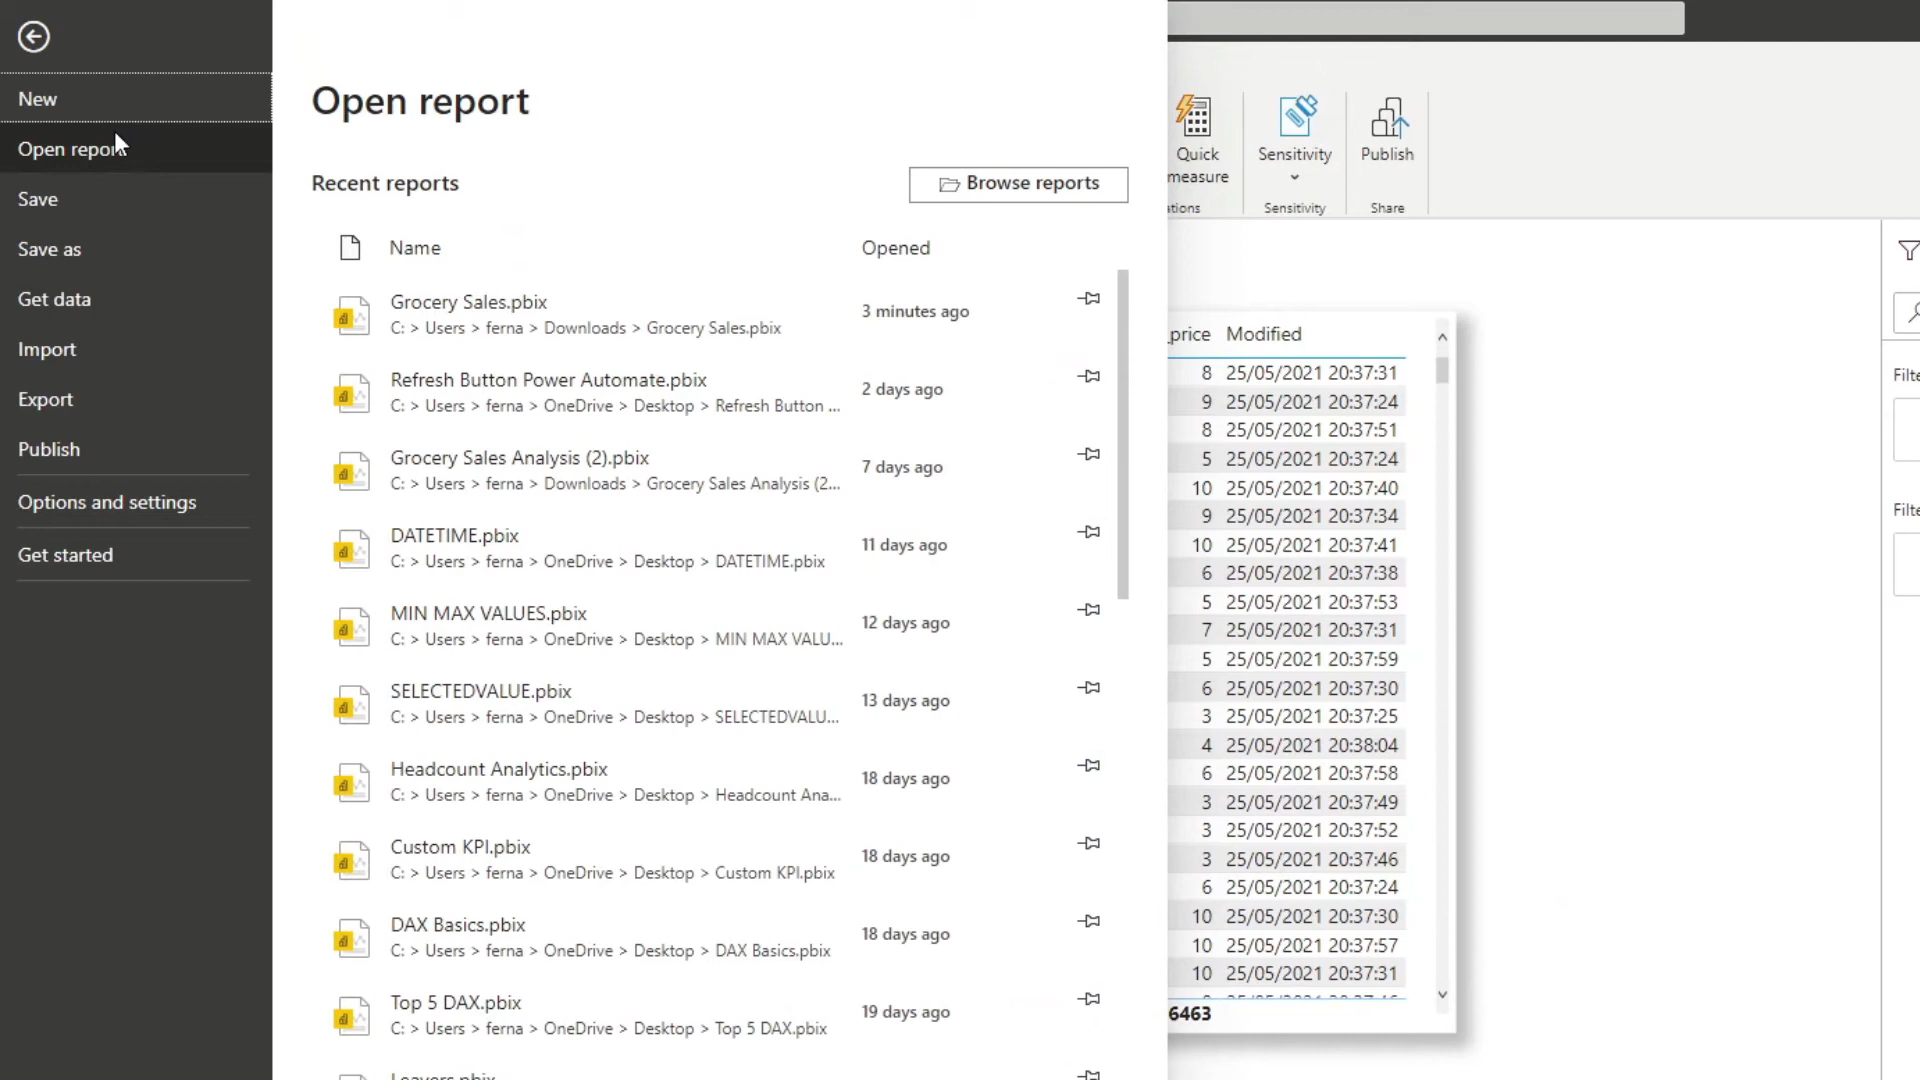 New
Open report
Save
Save as
Get data
Import
Export
Publish
Options and settings
Get started
Open report
Recent reports
Browse reports
Name
Opened
Grocery Sales.pbix
C: > Users > ferna > Downloads > Grocery Sales.pbix
3 minutes ago
Refresh Button Power Automate.pbix
C: > Users > ferna > OneDrive > Desktop > Refresh Button ...
2 days ago
Grocery Sales Analysis (2).pbix
C: > Users > ferna > Downloads > Grocery Sales Analysis (2...
7 days ago
DATETIME.pbix
C: > Users > ferna > OneDrive > Desktop > DATETIME.pbix
11 days ago
MIN MAX VALUES.pbix
C: > Users > ferna > OneDrive > Desktop > MIN MAX VALU...
12 days ago
SELECTEDVALUE.pbix
C: > Users > ferna > OneDrive > Desktop > SELECTEDVALU...
13 days ago
Headcount Analytics.pbix
C: > Users > ferna > OneDrive > Desktop > Headcount Ana...
18 days ago
Custom KPI.pbix
C: > Users > ferna > OneDrive > Desktop > Custom KPI.pbix
18 days ago
DAX Basics.pbix
C: > Users > ferna > OneDrive > Desktop > DAX Basics.pbix
18 days ago
Top 5 DAX.pbix
C: > Users > ferna > OneDrive > Desktop > Top 5 DAX.pbix
19 days ago
Quick
measure
Sensitivity
Publish
ations
Sensitivity
Share
_price Modified
8 25/05/2021 20:37:31
9 25/05/2021 20:37:24
8 25/05/2021 20:37:51
5 25/05/2021 20:37:24
10 25/05/2021 20:37:40
9 25/05/2021 20:37:34
10 25/05/2021 20:37:41
6 25/05/2021 20:37:38
5 25/05/2021 20:37:53
7 25/05/2021 20:37:31
5 25/05/2021 20:37:59
6 25/05/2021 20:37:30
3 25/05/2021 20:37:25
4 25/05/2021 20:38:04
6 25/05/2021 20:37:58
3 25/05/2021 20:37:49
3 25/05/2021 20:37:52
3 25/05/2021 20:37:46
6 25/05/2021 20:37:24
10 25/05/2021 20:37:30
10 25/05/2021 20:37:57
10 25/05/2021 20:37:31
6463
Filte
Filte